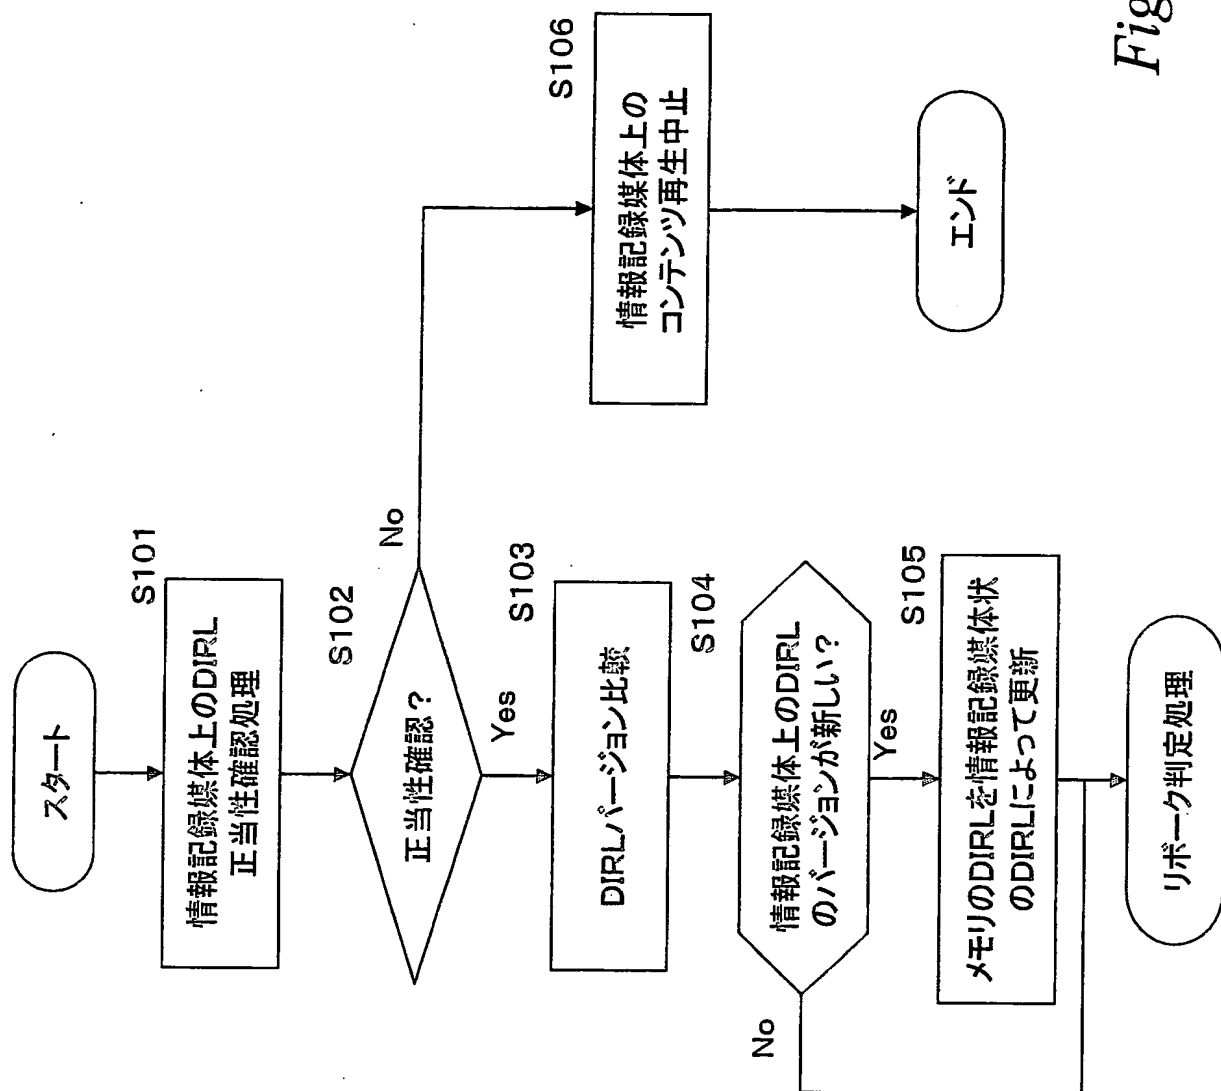 スタート
S101
情報記録媒体上のDIRL
正当性確認処理
S102
正当性確認？
No
Yes
S103
DIRLバージョン比較
S104
情報記録媒体上のDIRL
のバージョンが新しい？
No
Yes
S105
メモリのDIRLを情報記録媒体状
のDIRLによって更新
リボーク判定処理
S106
情報記録媒体上の
コンテンツ再生中止
エンド
Fig